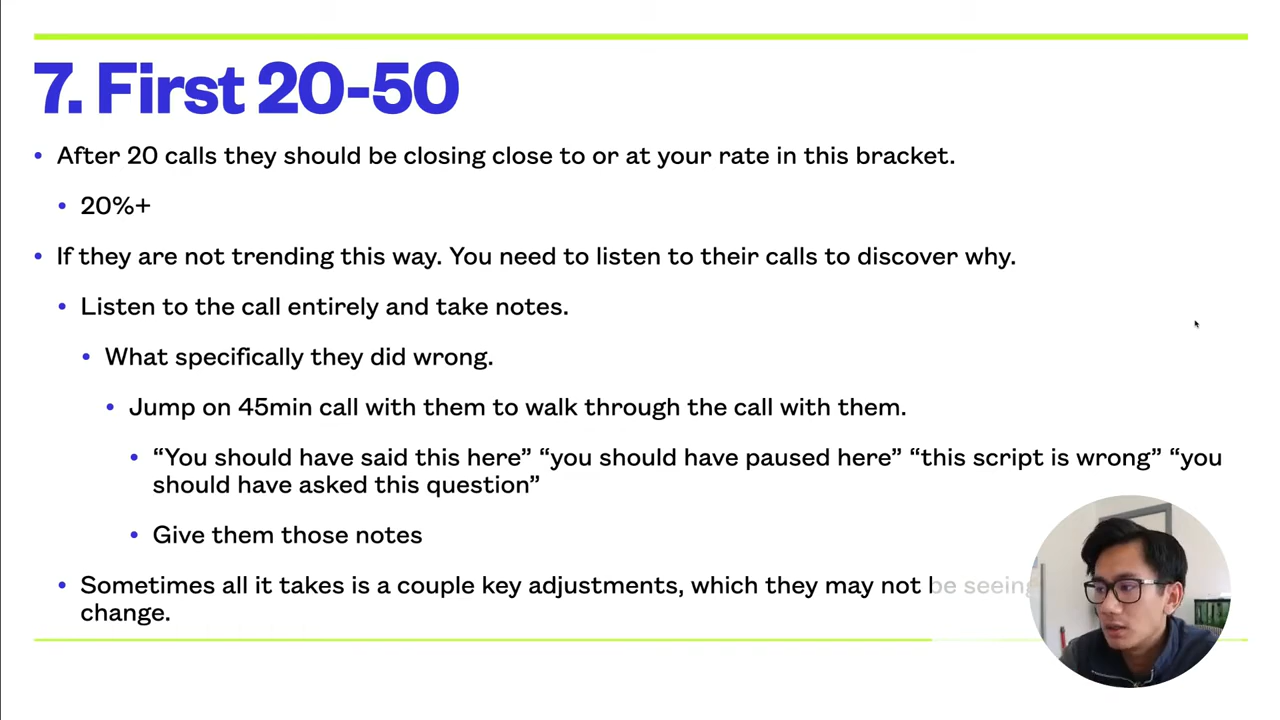 7. First 20-50
• After 20 calls they should be closing close to or at your rate in this bracket.
• 20%+
• If they are not trending this way. You need to listen to their calls to discover why.
• Listen to the call entirely and take notes.
• What specifically they did wrong.
• Jump on 45min call with them to walk through the call with them.
• “You should have said this here” “you should have paused here” “this script is wrong” “you
should have asked this question”
• Give them those notes
• Sometimes all it takes is a couple key adjustments, which they may not be seeing
change.